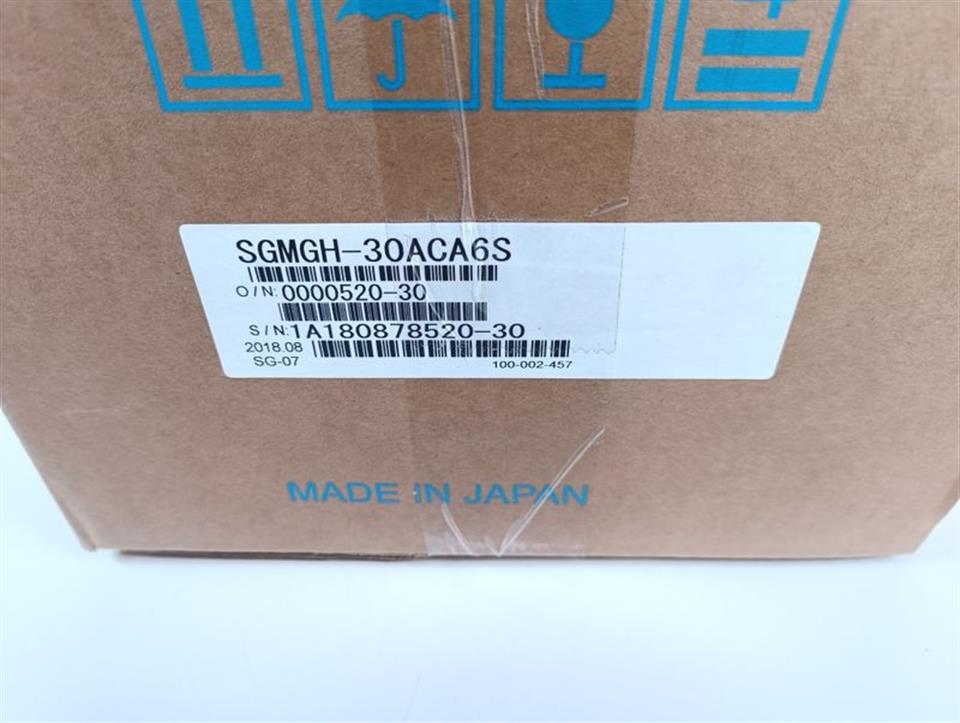 SGMGH-30ACA6S
O/N:0000520-30
S/N:1A180878520-30
2018.08
SG-07 100-002-457
MADE IN JAPAN